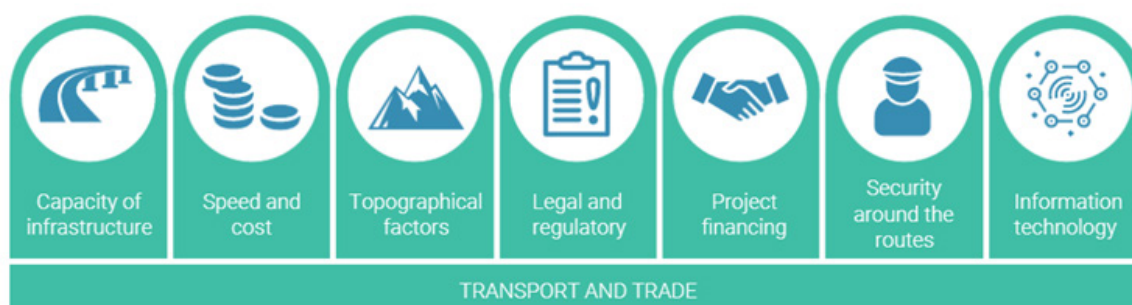 Capacity of
infrastructure
Speed and
cost
Topographical
factors
Legal and
regulatory
Project
financing
Security
around the
routes
Information
technology
TRANSPORT AND TRADE